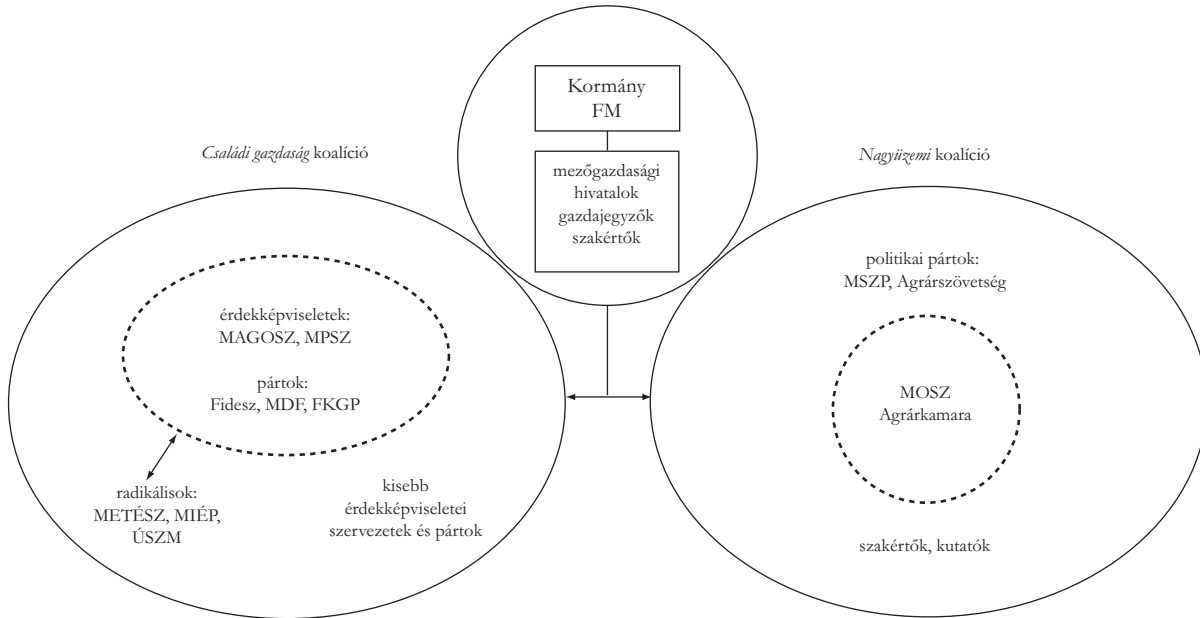 Kormány
FM
mezőgazdasági
hivatalok
gazdajegyzők
szakértők
Családi gazdaság koalíció
érdekképviseletek:
MAGOSZ, MPSZ
pártok:
Fidesz, MDF, FKGP
radikálisok:
METÉSZ, MIÉP,
ÚSZM
kisebb
érdekképviseletei
szervezetek és pártok
Nagyüzemi koalíció
politikai pártok:
MSZP, Agrárszövetség
MOSZ
Agrárkamara
szakértők, kutatók